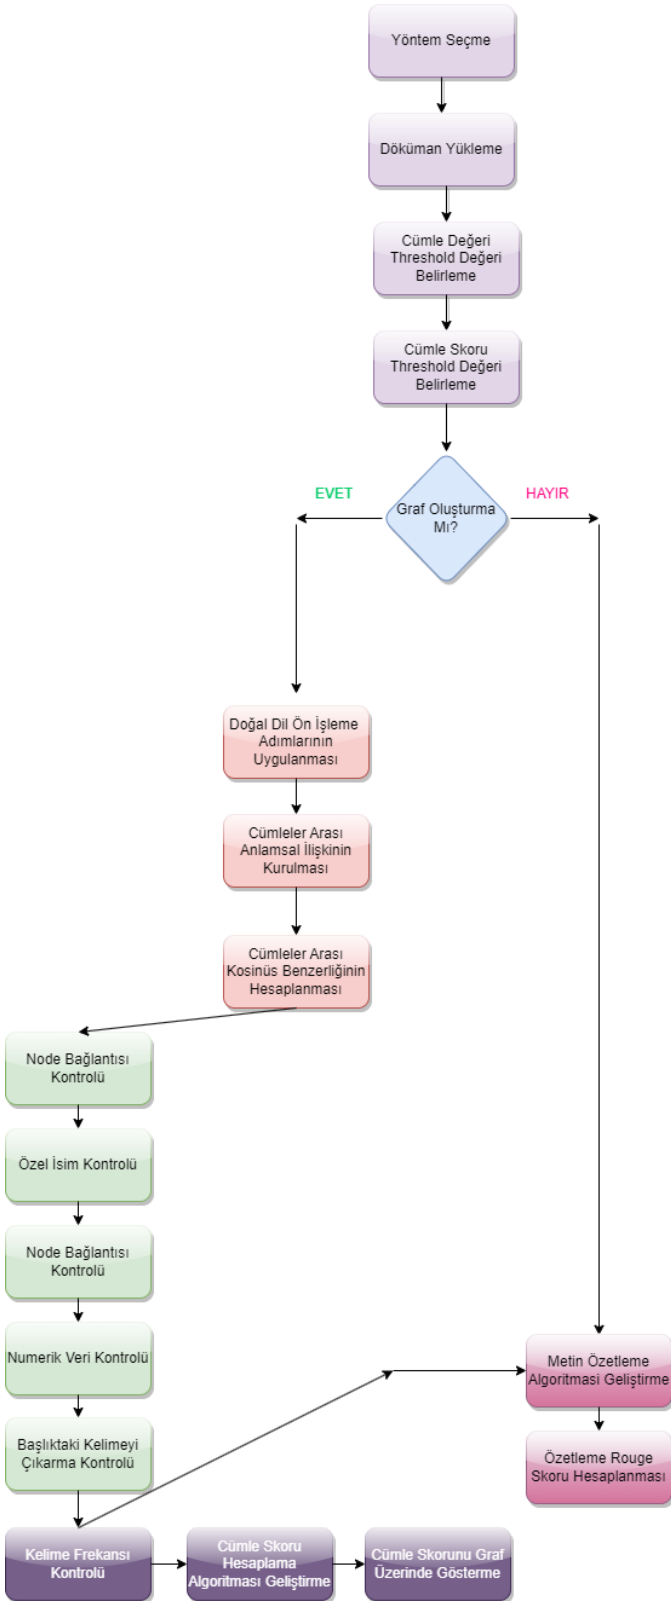 Yöntem Seçme
Döküman Yükleme
Cümle Değeri
Threshold Değeri
Belirleme
Cümle Skoru
Threshold Değeri
Belirleme
EVET
Graf Oluşturma
Mı?
HAYIR
Doğal Dil Ön İşleme
Adımlarının
Uygulanması
Cümleler Arası
Anlamsal İlişkinin
Kurulması
Cümleler Arası
Kosinüs Benzerliğinin
Hesaplanması
Node Bağlantısı
Kontrolü
Özel İsim Kontrolü
Node Bağlantısı
Kontrolü
Numerik Veri Kontrolü
Başlıktaki Kelimeyi
Çıkarma Kontrolü
Metin Özetleme
Algoritmasi Geliştirme
Özetleme Rouge
Skoru Hesaplanması
Kelime Frekansı
Kontrolü
Cümle Skoru
Hesaplama
Algoritması Geliştirme
Cümle Skorunu Graf
Üzerinde Gösterme